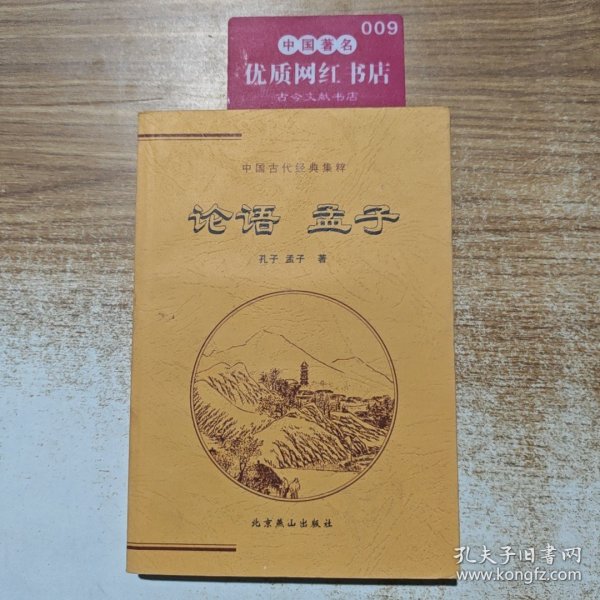 009
中国著名
优质网红书店
古今文献书店
中国古代经典集粹
论语 孟子
孔子 孟子 著
北京燕山出版社
孔夫子旧书网
www.kongfz.com